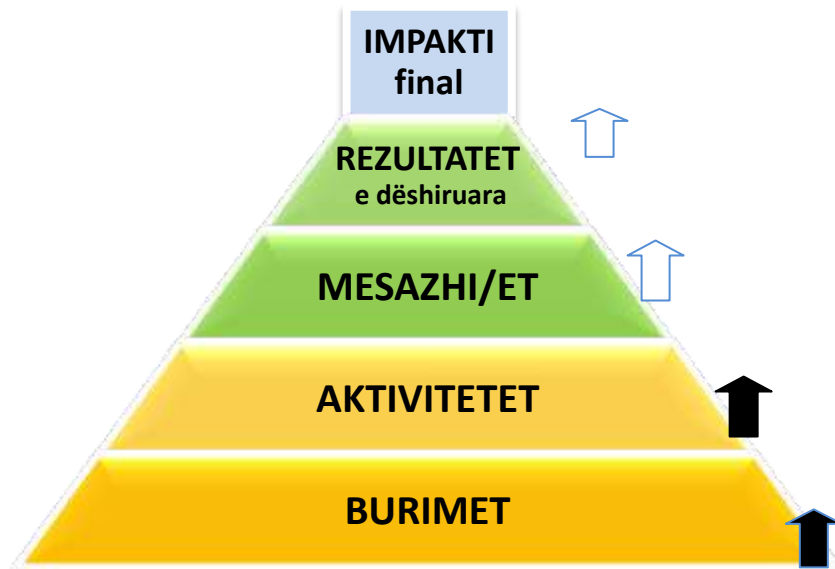 IMPAKTI
final
REZULTATET
e dëshiruara
MESAZHI/ET
AKTIVITETET
BURIMET